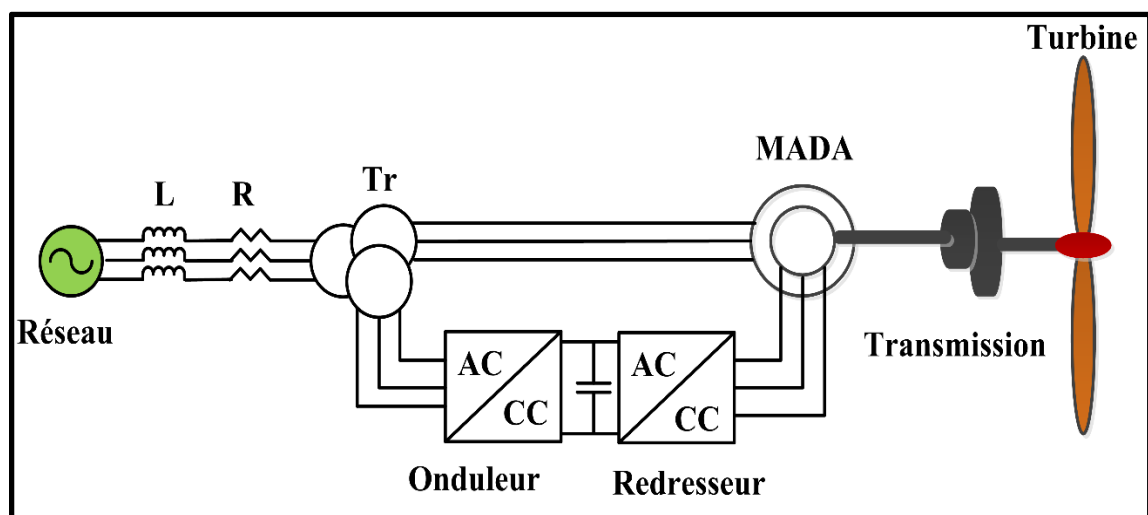 Turbine
MADA
Tr
L R
Réseau
AC
CC
AC
CC
Transmission
Onduleur
Redresseur